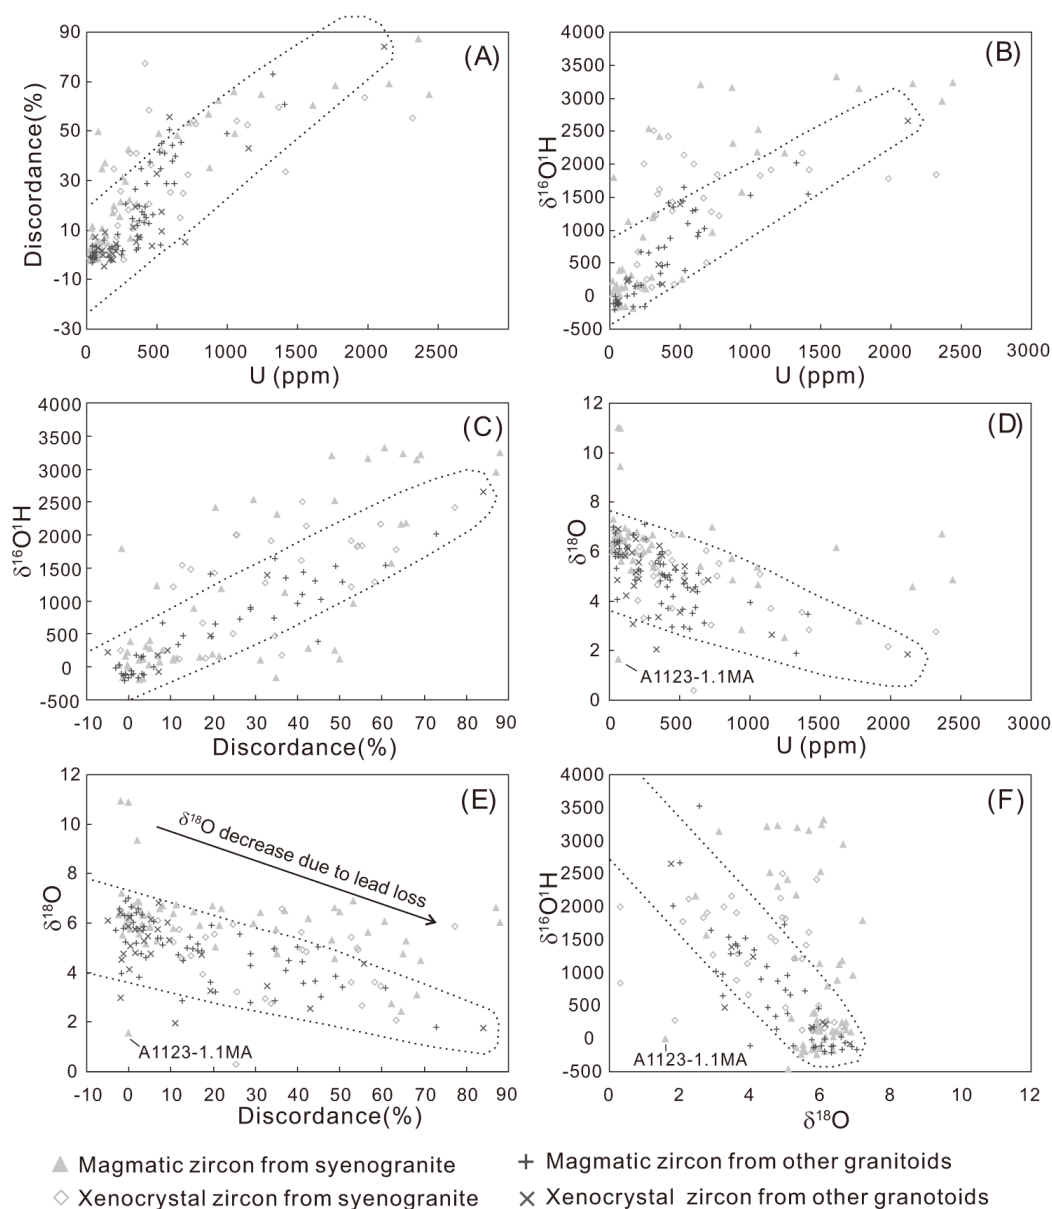 90
70
50
30
10
-10
-30
Discordance(%)
(A)
0 500 1000 1500 2000 2500
U (ppm)
4000
3500
3000
2500
2000
1500
1000
500
0
-500
δ¹⁶O¹H
(B)
0 500 1000 1500 2000 2500 3000
U (ppm)
4000
3500
3000
2500
2000
1500
1000
500
0
-500
δ¹⁶O¹H
(C)
-10 0 10 20 30 40 50 60 70 80 90
Discordance(%)
12
10
8
6
4
2
0
δ¹⁸O
(D)
A1123-1.1MA
0 500 1000 1500 2000 2500 3000
U (ppm)
12
10
8
6
4
2
0
δ¹⁸O
(E)
δ¹⁸O decrease due to lead loss
A1123-1.1MA
-10 0 10 20 30 40 50 60 70 80 90
Discordance(%)
4000
3500
3000
2500
2000
1500
1000
500
0
-500
δ¹⁶O¹H
(F)
A1123-1.1MA
0 2 4 6 8 10 12
δ¹⁸O
Magmatic zircon from syenogranite
Magmatic zircon from other granitoids
Xenocrystal zircon from syenogranite
Xenocrystal zircon from other granotoids